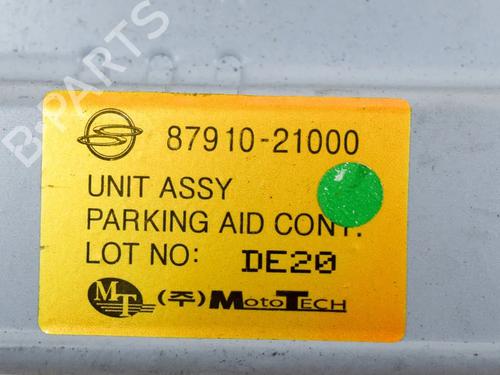 B-PARTS
87910-21000
UNIT ASSY
PARKING AID CONT.
LOT NO: DE20
MT (주) MOTOTECH